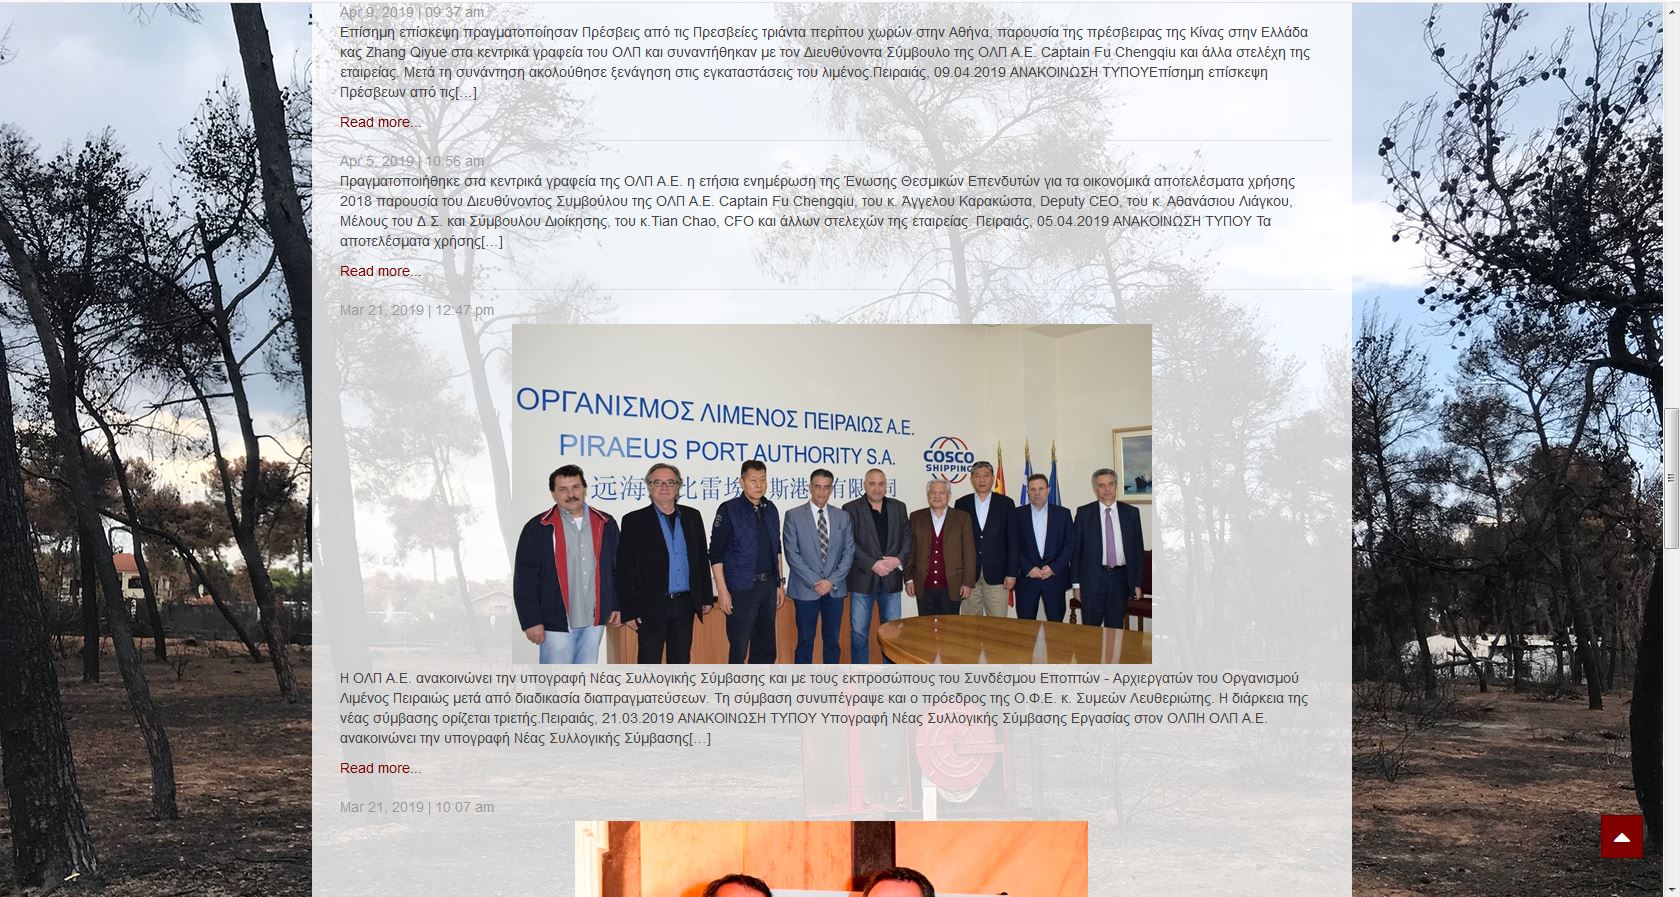 Apr 9, 2019 | 09:37 am
Επίσημη επίσκεψη πραγματοποίησαν Πρέσβεις από τις Πρεσβείες τριάντα περίπου χωρών στην Αθήνα, παρουσία της πρέσβειρας της Κίνας στην Ελλάδα
κας Zhang Qiyue στα κεντρικά γραφεία του ΟΛΠ και συναντήθηκαν με τον Διευθύνοντα Σύμβουλο της ΟΛΠ Α.Ε. Captain Fu Chengqiu και άλλα στελέχη της
εταιρείας. Μετά τη συνάντηση ακολούθησε ξενάγηση στις εγκαταστάσεις του λιμένος.Πειραιάς, 09.04.2019 ΑΝΑΚΟΙΝΩΣΗ ΤΥΠΟΥΕπίσημη επίσκεψη
Πρέσβεων από τις[…]
Read more...
Apr 5, 2019 | 10:56 am
Πραγματοποιήθηκε στα κεντρικά γραφεία της ΟΛΠ Α.Ε. η ετήσια ενημέρωση της Ένωσης Θεσμικών Επενδυτών για τα οικονομικά αποτελέσματα χρήσης
2018 παρουσία του Διευθύνοντος Συμβούλου της ΟΛΠ Α.Ε. Captain Fu Chengqiu, του κ. Άγγελου Καρακώστα, Deputy CEO, του κ. Αθανάσιου Λιάγκου,
Μέλους του Δ.Σ. και Σύμβουλου Διοίκησης, του κ.Tian Chao, CFO και άλλων στελεχών της εταιρείας. Πειραιάς, 05.04.2019 ΑΝΑΚΟΙΝΩΣΗ ΤΥΠΟΥ Τα
αποτελέσματα χρήσης[…]
Read more...
Mar 21, 2019 | 12:47 pm
ΟΡΓΑΝΙΣΜΟΣ ΛΙΜΕΝΟΣ ΠΕΙΡΑΙΩΣ Α.Ε.
PIRAEUS PORT AUTHORITY S.A.
COSCO
SHIPPING
远海 比雷埃 斯港 有限 司
Η ΟΛΠ Α.Ε. ανακοινώνει την υπογραφή Νέας Συλλογικής Σύμβασης και με τους εκπροσώπους του Συνδέσμου Εποπτών - Αρχιεργατών του Οργανισμού
Λιμένος Πειραιώς μετά από διαδικασία διαπραγματεύσεων. Τη σύμβαση συνυπέγραψε και ο πρόεδρος της Ο.Φ.Ε. κ. Συμεών Λευθεριώτης. Η διάρκεια της
νέας σύμβασης ορίζεται τριετής.Πειραιάς, 21.03.2019 ΑΝΑΚΟΙΝΩΣΗ ΤΥΠΟΥ Υπογραφή Νέας Συλλογικής Σύμβασης Εργασίας στον ΟΛΠΗ ΟΛΠ Α.Ε.
ανακοινώνει την υπογραφή Νέας Συλλογικής Σύμβασης[…]
Read more...
Mar 21, 2019 | 10:07 am